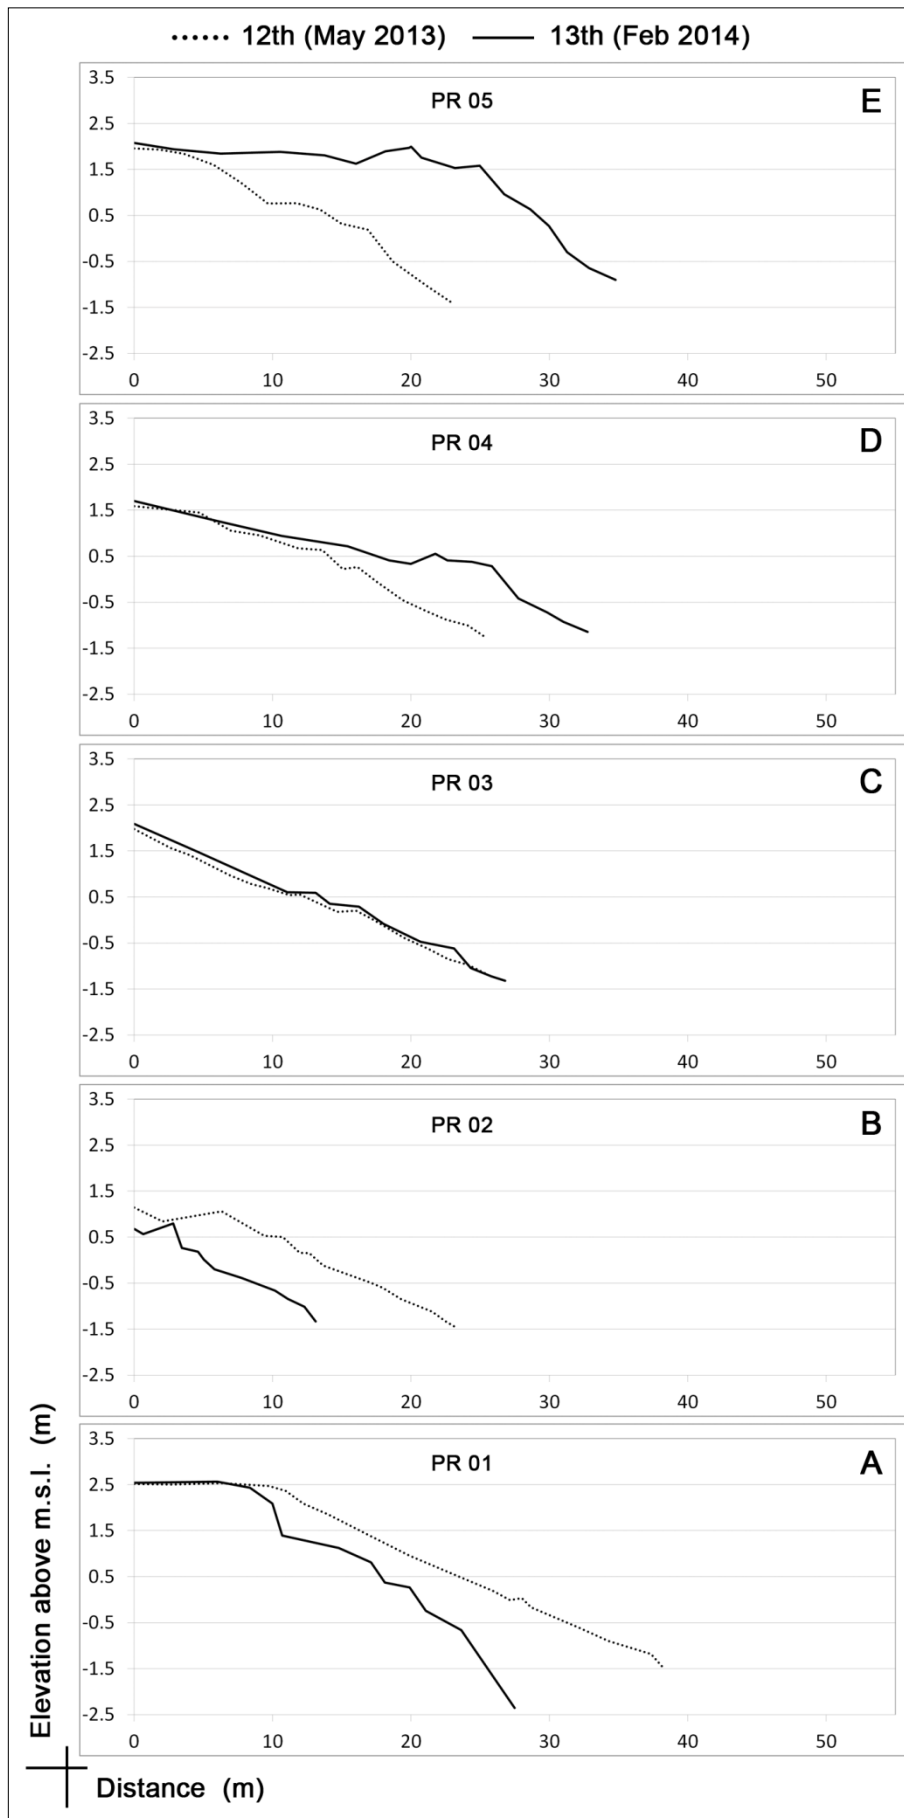 12th (May 2013) 13th (Feb 2014)
PR 05 E
3.5
2.5
1.5
0.5
-0.5
-1.5
-2.5
0 10 20 30 40 50
PR 04 D
3.5
2.5
1.5
0.5
-0.5
-1.5
-2.5
0 10 20 30 40 50
PR 03 C
3.5
2.5
1.5
0.5
-0.5
-1.5
-2.5
0 10 20 30 40 50
PR 02 B
3.5
2.5
1.5
0.5
-0.5
-1.5
-2.5
0 10 20 30 40 50
PR 01 A
3.5
2.5
1.5
0.5
-0.5
-1.5
-2.5
0 10 20 30 40 50
Elevation above m.s.l. (m)
Distance (m)